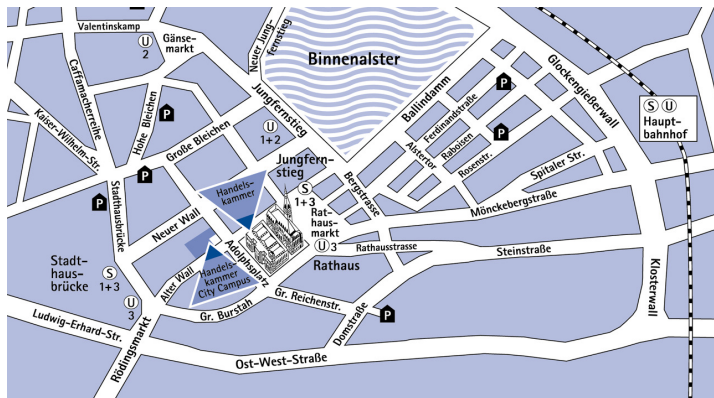 Valentinskamp
U
2
Gänse-
markt
Neuer Jung-
fernstieg
Binnenalster
Caffamacherreihe
Kaiser-Wilhelm-Str.
Hohe Bleichen
P
Große Bleichen
Jungfernstieg
U
1+2
Ballindamm
Ferdinandstraße
P
Glockengießerwall
S U
Haupt-
bahnhof
Alstertor
Raboisen
P
Rosenstr.
Spitaler Str.
Jungfern-
stieg
S
1+3
Bergstrasse
Mönckebergstraße
P
Stadthausbrücke
P
Handels-
kammer
Neuer Wall
Rat-
haus
markt
U 3
Rathausstrasse
Steinstraße
Rathaus
Adolphsplatz
Stadt-
haus-
brücke
S
1+3
U
3
Alter Wall
Handels-
kammer
City Campus
Klosterwall
Gr. Burstah
Gr. Reichenstr.
P
Domstraße
Ludwig-Erhard-Str.
Rödingsmarkt
Ost-West-Straße